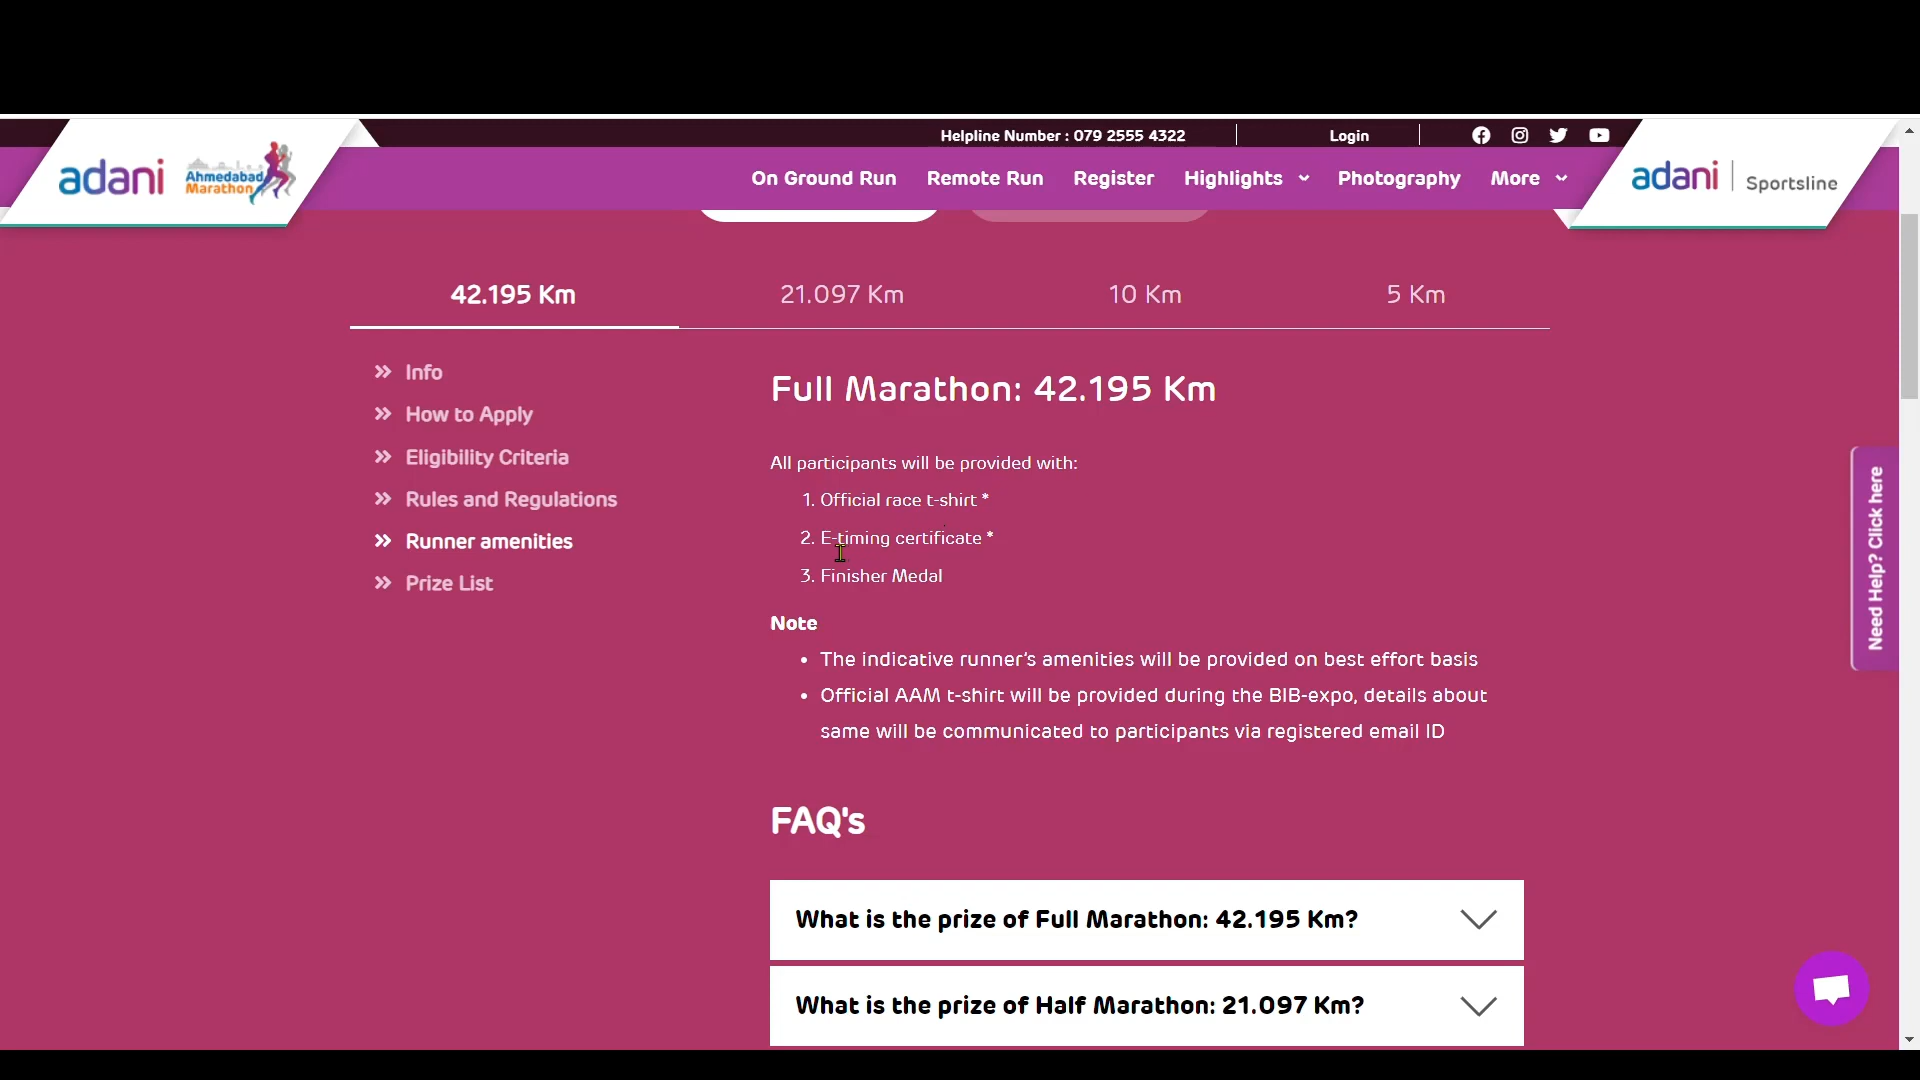 Helpline Number : 079 2555 4322
Login
adani
Ahmedabad
Marathon
On Ground Run
Remote Run
Register
Highlights
Photography
More
adani | Sportsline
42.195 Km
21.097 Km
10 Km
5 Km
Info
How to Apply
Eligibility Criteria
Rules and Regulations
Runner amenities
Prize List
Full Marathon: 42.195 Km
All participants will be provided with:
1. Official race t-shirt *
2. E-timing certificate *
3. Finisher Medal
Note
• The indicative runner's amenities will be provided on best effort basis
• Official AAM t-shirt will be provided during the BIB-expo, details about
same will be communicated to participants via registered email ID
FAQ's
What is the prize of Full Marathon: 42.195 Km?
What is the prize of Half Marathon: 21.097 Km?
Need Help? Click here